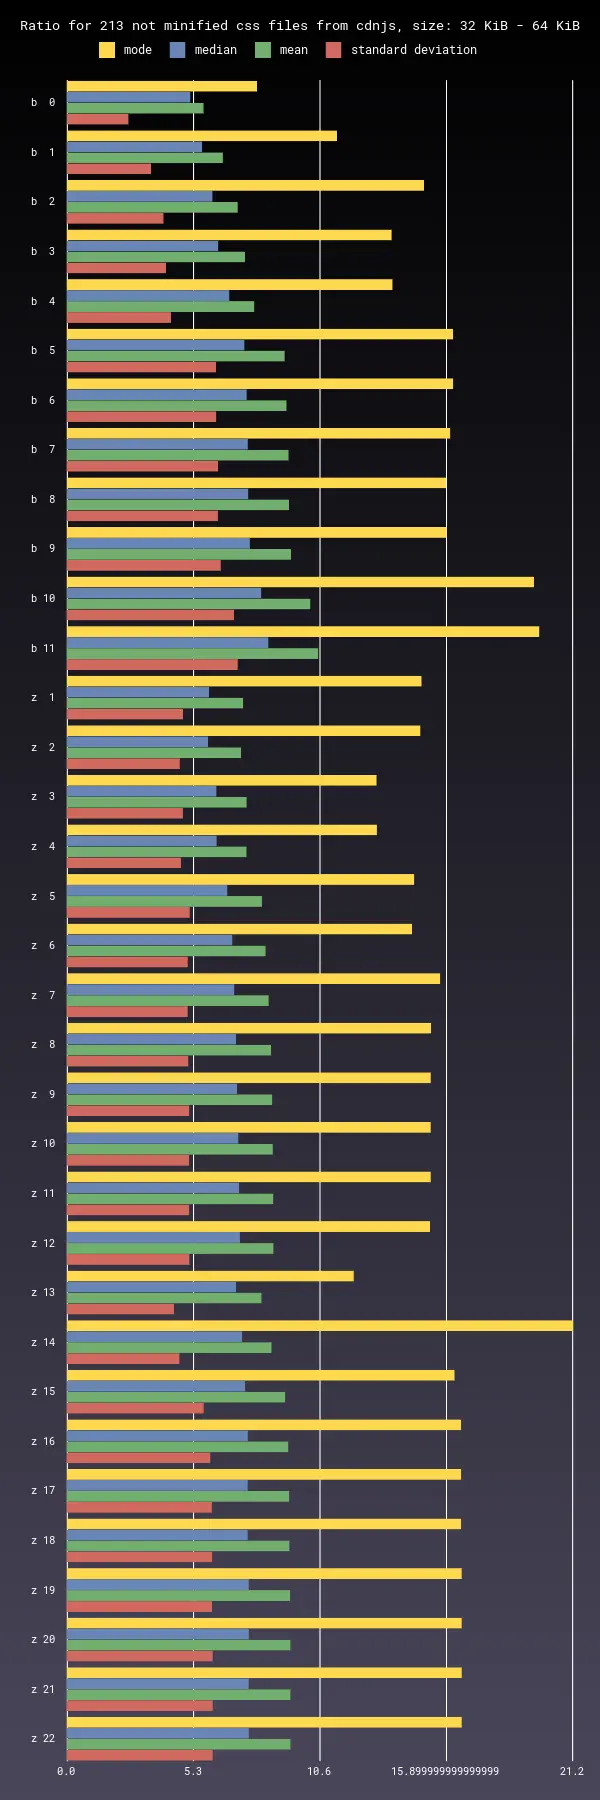 Ratio for 213 not minified css files from cdnjs, size: 32 KiB - 64 KiB
mode median mean standard deviation
b 0
b 1
b 2
b 3
b 4
b 5
b 6
b 7
b 8
b 9
b 10
b 11
z 1
z 2
z 3
z 4
z 5
z 6
z 7
z 8
z 9
z 10
z 11
z 12
z 13
z 14
z 15
z 16
z 17
z 18
z 19
z 20
z 21
z 22
0.0 5.3 10.6 15.899999999999999 21.2